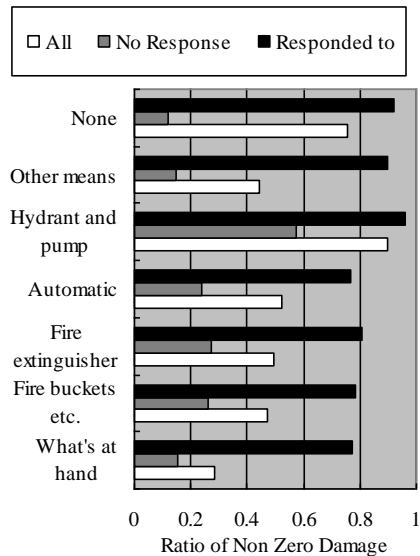 All No Response Responded to
None
Other means
Hydrant and
pump
Automatic
Fire
extinguisher
Fire buckets
etc.
What's at
hand
0 0.2 0.4 0.6 0.8 1
Ratio of Non Zero Damage